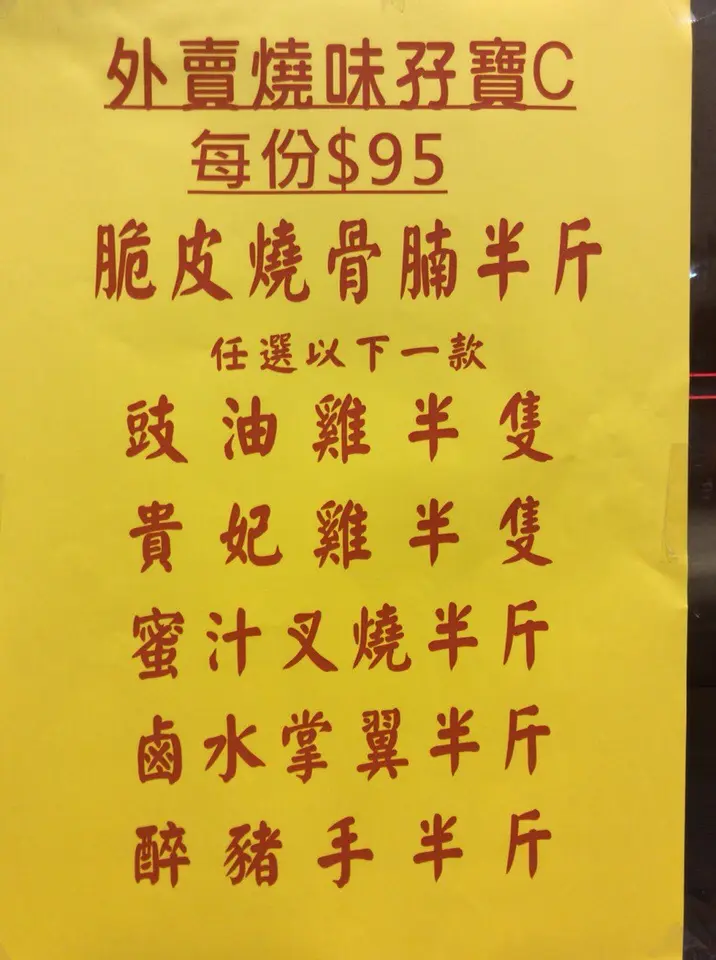 外賣燒味孖寶C
每份$95
脆皮燒骨腩半斤
任選以下一款
豉油雞半隻
貴妃雞半隻
蜜汁叉燒半斤
鹵水掌翼半斤
醉豬手半斤